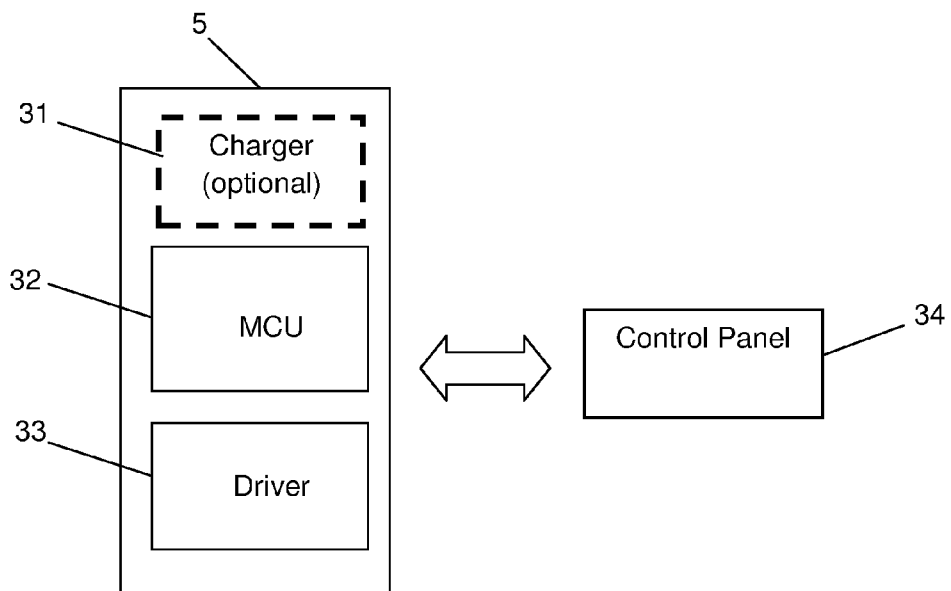 5
31
Charger
(optional)
32
MCU
34
Control Panel
33
Driver